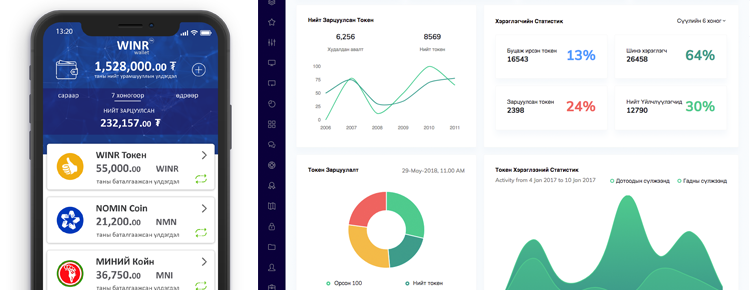 13:20
WINR™
wallet
1,528,000.00 ₮
таны нийт урамшууллын үлдэгдэл
сараар 7 хоногоор өдрөөр
НИЙТ ЗАРЦУУЛСАН
232,157.00 ₮
WINR Токен
55,000.00 WINR
таны баталгаажсан үлдэгдэл
NOMIN Coin
21,200.00 NMN
таны баталгаажсан үлдэгдэл
МИНИЙ Койн
36,750.00 MNI
таны баталгаажсан үлдэгдэл
Нийт Зарцуулсан Токен
6,256 8569
Худалдан авалт Нийт токен
100
75
50
25
0
2006 2007 2008 2009 2010 2011
Хэрэглэгчийн Статистик Сүүлийн 6 хоног
Буцаж ирсэн токен
16543
13%
Шинэ хэрэглэгч
26458
64%
Зарцуулсан токен
2398
24%
Нийт Үйлчлүүлэгчид
12790
30%
Токен Зарцуулалт 29-May-2018, 11.00 AM
Орсон 100 Нийт токен
Токен Хэрэглээний Статистик
Activity from 4 Jan 2017 to 10 Jan 2017
Дотоодын сүлжээнд Гадны сүлжээнд